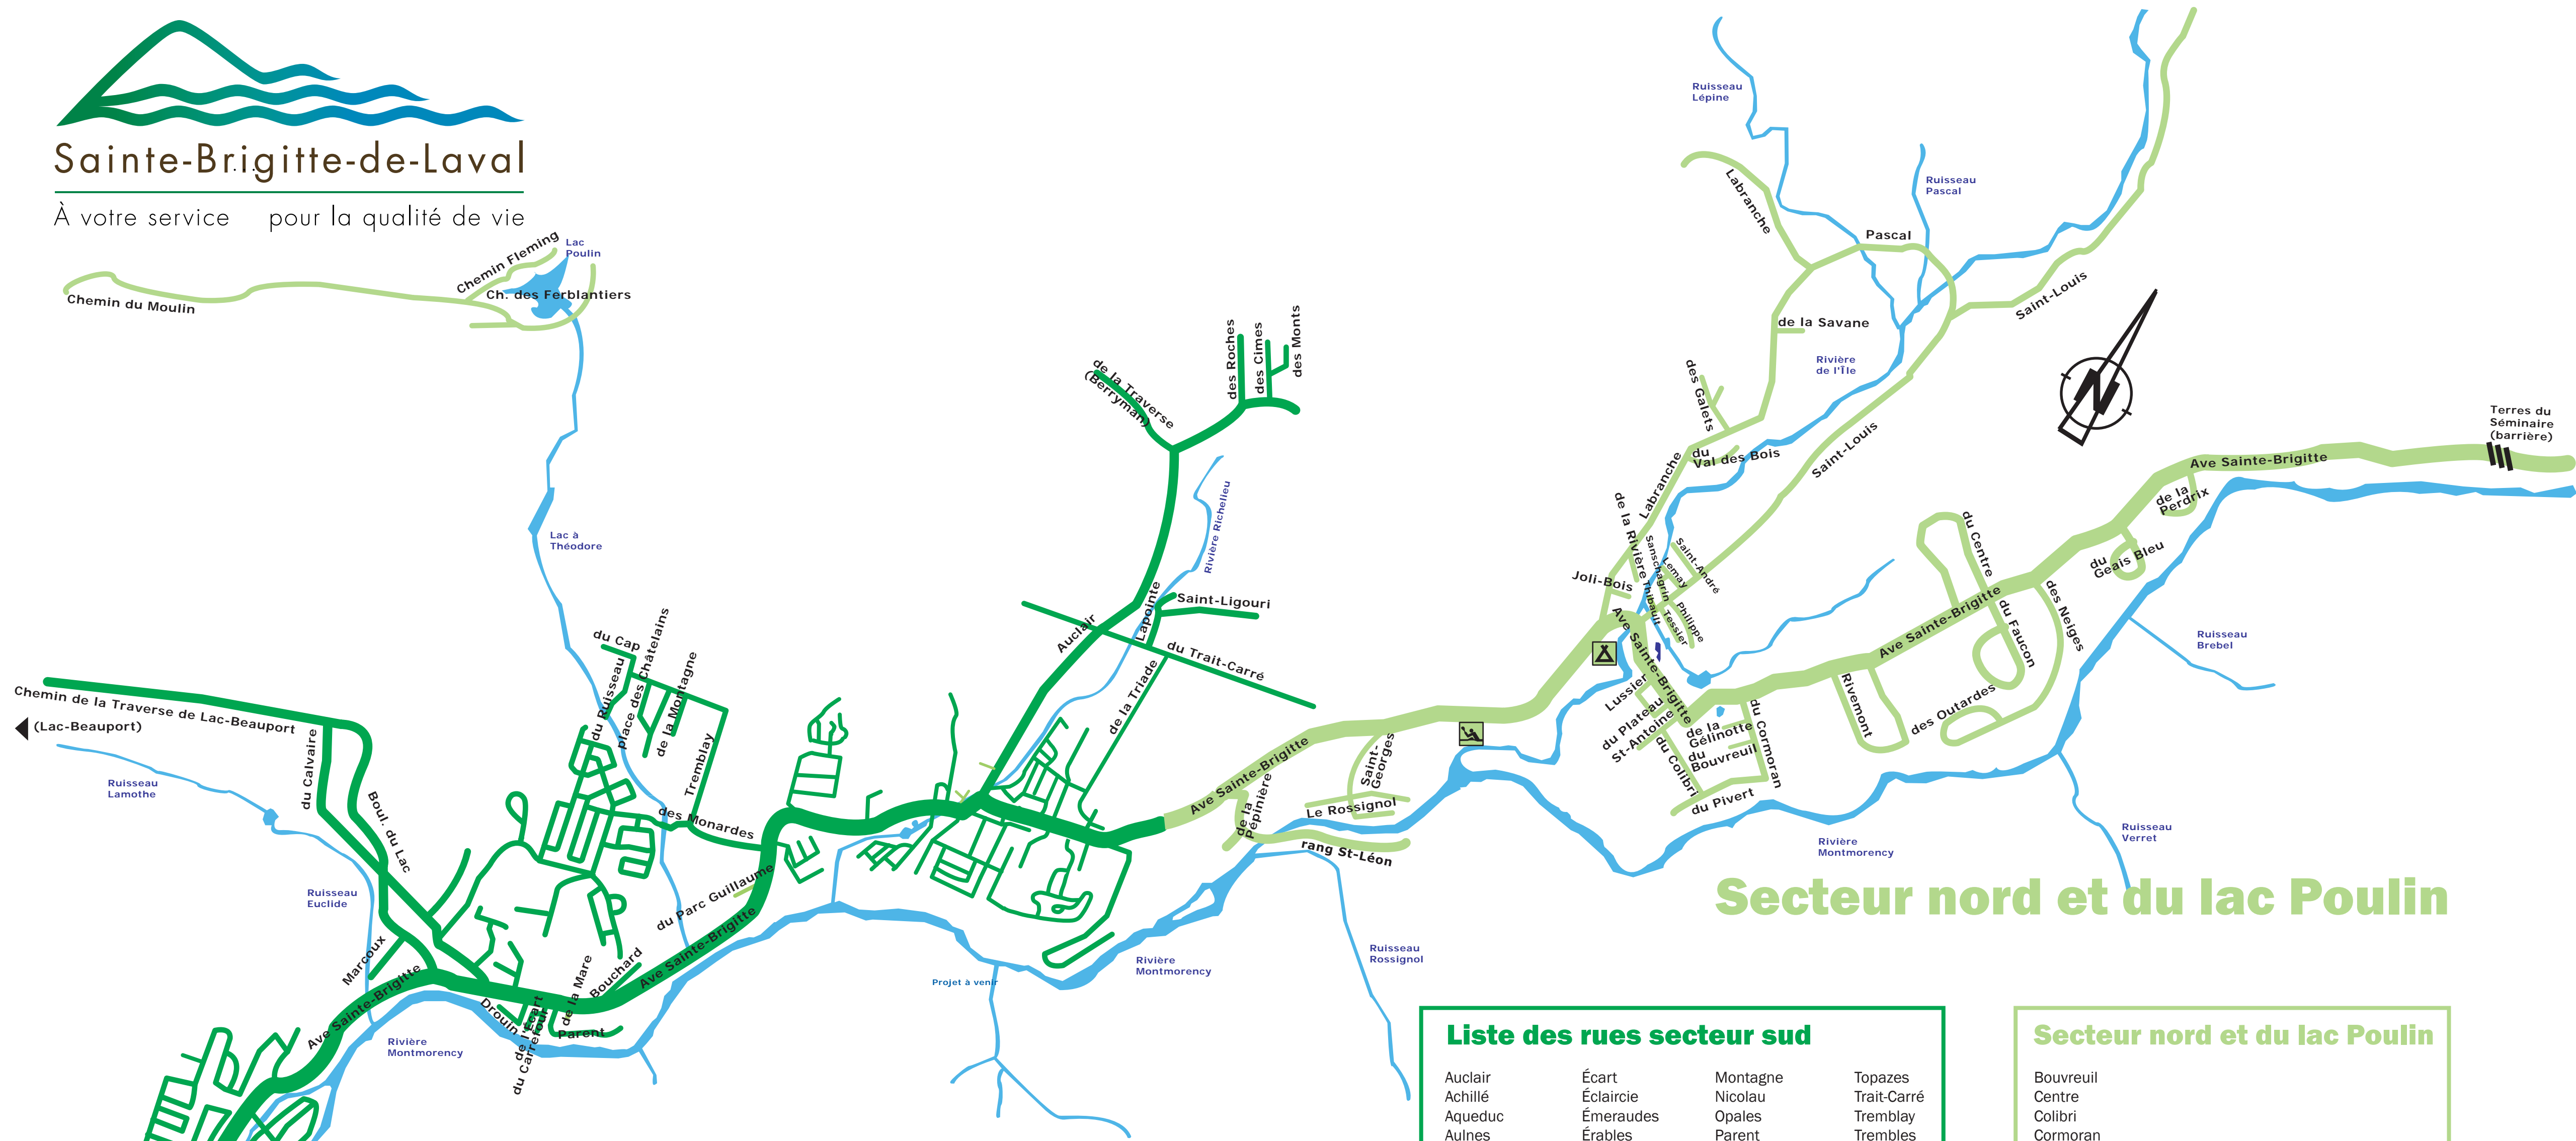 Sainte-Brigitte-de-Laval
À votre service pour la qualité de vie
Chemin Fleming
Lac
Poulin
Ch. des Ferblantiers
Chemin du Moulin
Lac à
Théodore
Chemin de la Traverse de Lac-Beauport
(Lac-Beauport)
Ruisseau
Lamothe
du Calvaire
Boul. du Lac
Ruisseau
Euclide
Marcoux
Ave Sainte-Brigitte
Rivière
Montmorency
du Cap
du Ruisseau
place des Châtelains
de la Montagne
Tremblay
des Monardes
du Parc Guillaume
Ave Sainte-Brigitte
Drouin
de l'Écart
du Carrefour
de la Mare
Bouchard
Parent
de la Traverse
(Berryman)
des Roches
des Cimes
des Monts
Rivière Richelieu
Auclair
Lapointe
Saint-Ligouri
du Trait-Carré
de la Triade
Projet à venir
Rivière
Montmorency
Ave Sainte-Brigitte
de la
Pépinière
Saint-
Georges
Le Rossignol
rang St-Léon
Ruisseau
Rossignol
Ruisseau
Lépine
Ruisseau
Pascal
Labranche
Pascal
Saint-Louis
de la Savane
Rivière
de l'Île
des Galets
du
Val des Bois
Saint-Louis
Labranche
de la Rivière
Joli-Bois
Sanschagrin
Lemay
Saint-André
Thibault
Tessier
Philippe
Ave Sainte-Brigitte
Lussier
du Plateau
St-Antoine
du Colibri
de la
Gélinotte
du
Bouvreuil
du Cormoran
du Pivert
Rivemont
Ave Sainte-Brigitte
du Centre
du Faucon
des Neiges
des Outardes
du
Geais Bleu
de la
Perdrix
Ave Sainte-Brigitte
Terres du
Séminaire
(barrière)
N
Ruisseau
Brebel
Ruisseau
Verret
Rivière
Montmorency
Secteur nord et du lac Poulin
Liste des rues secteur sud
Auclair
Achillé
Aqueduc
Aulnes
Écart
Éclaircie
Émeraudes
Érables
Montagne
Nicolau
Opales
Parent
Topazes
Trait-Carré
Tremblay
Trembles
Secteur nord et du lac Poulin
Bouvreuil
Centre
Colibri
Cormoran